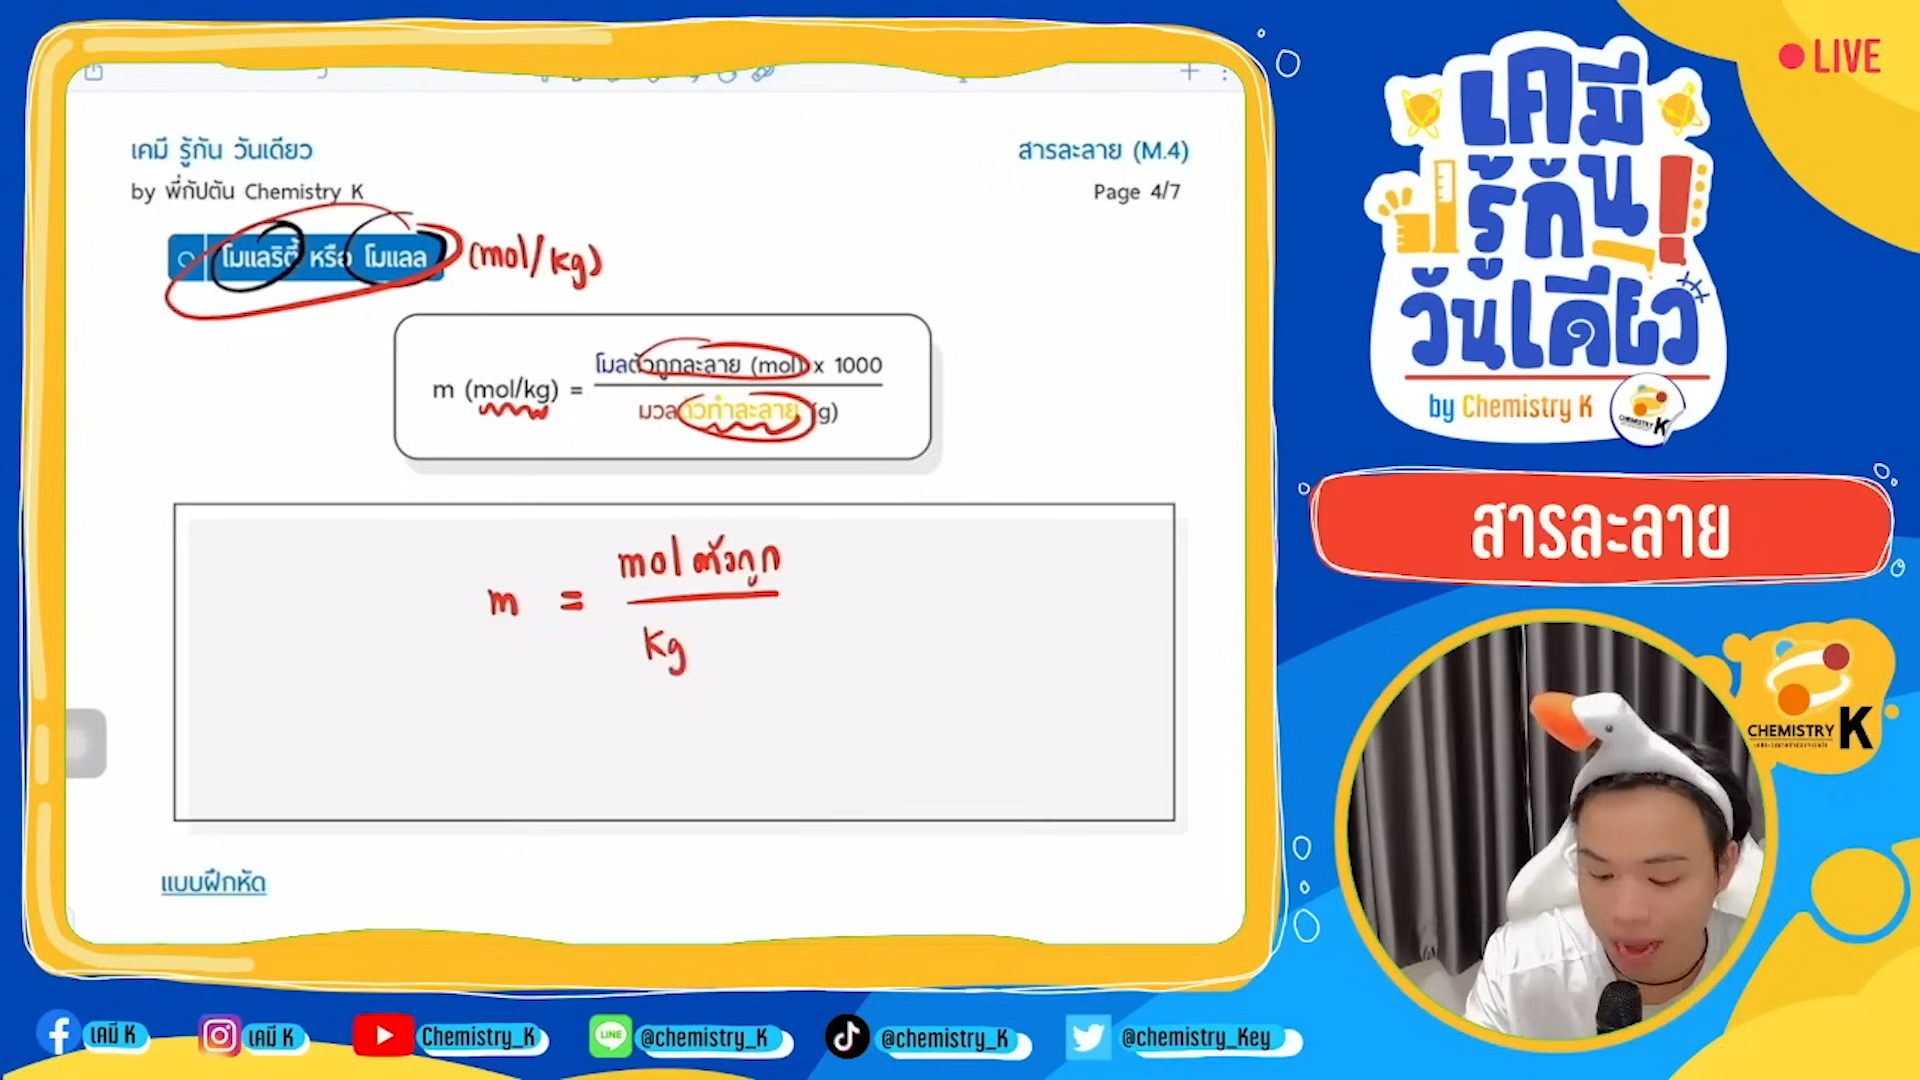 เคมี รู้กัน วันเดียว
สารละลาย (M.4)
by พี่กัปตัน Chemistry K
Page 4/7
โมแลริตี้ หรือ โมแลล (mol/kg)
โมลตัวถูกละลาย (mol) x 1000
m (mol/kg) =
มวลตัวทำละลาย (g)
mol ตัวถูก
m =
kg
แบบฝึกหัด
LIVE
เคมี
รู้กัน!
วันเดียว
by Chemistry K
CHEMISTRY K
สารละลาย
CHEMISTRY K
เคมี K
เคมี K
Chemistry_K
LINE
@chemistry_K
@chemistry_K
@chemistry_Key